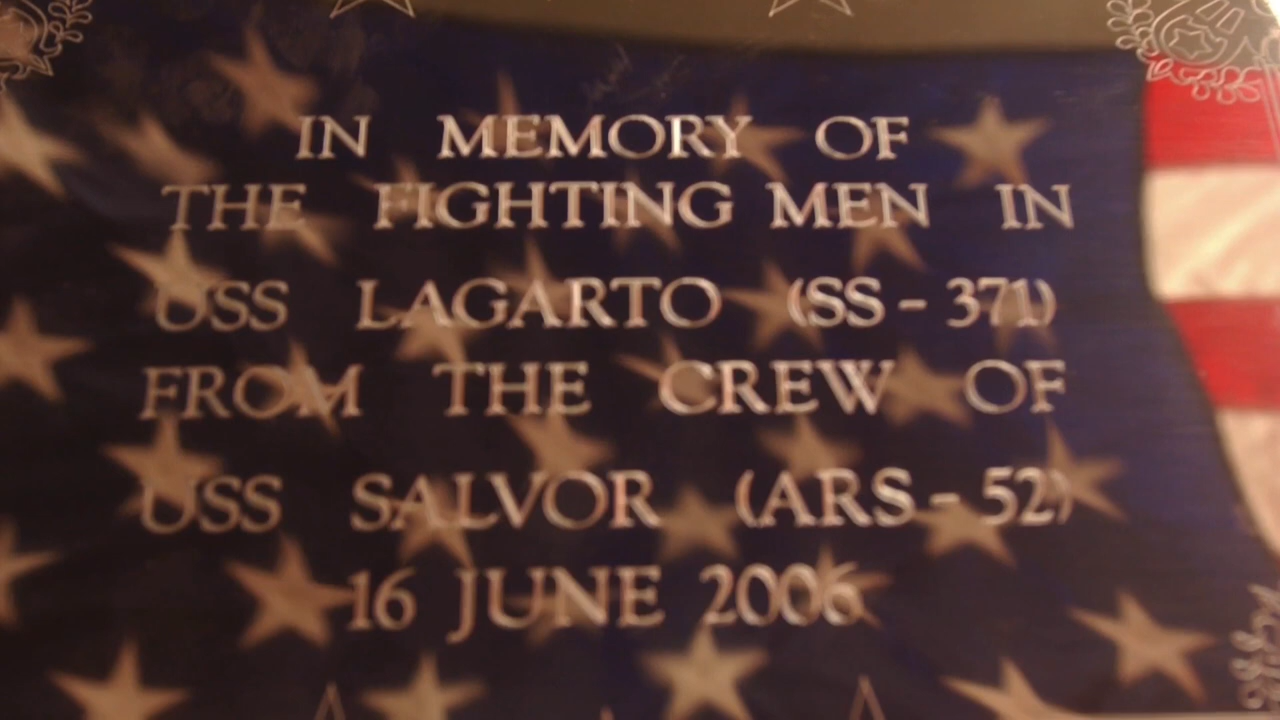 IN MEMORY OF
THE FIGHTING MEN IN
USS LAGARTO (SS-371)
FROM THE CREW OF
USS SALVOR (ARS-52)
16 JUNE 2006